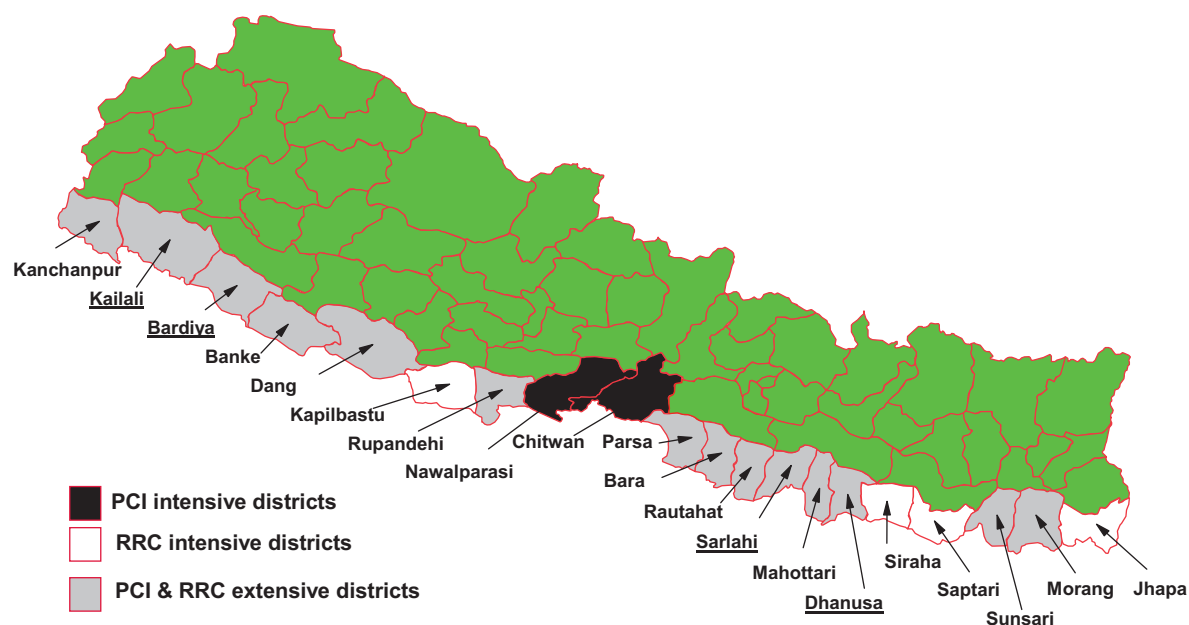 Kanchanpur
Kailali
Bardiya
Banke
Dang
Kapilbastu
Rupandehi
Nawalparasi
Chitwan
Parsa
Bara
Rautahat
Sarlahi
Mahottari
Dhanusa
Siraha
Saptari
Sunsari
Morang
Jhapa
PCI intensive districts
RRC intensive districts
PCI & RRC extensive districts